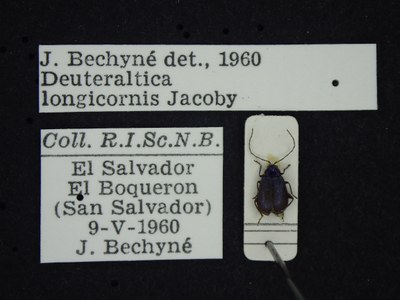 J. Bechyné det., 1960
Deuteraltica
longicornis Jacoby
Coll. R.I.Sc.N.B.
El Salvador
El Boqueron
(San Salvador)
9-V-1960
J. Bechyné